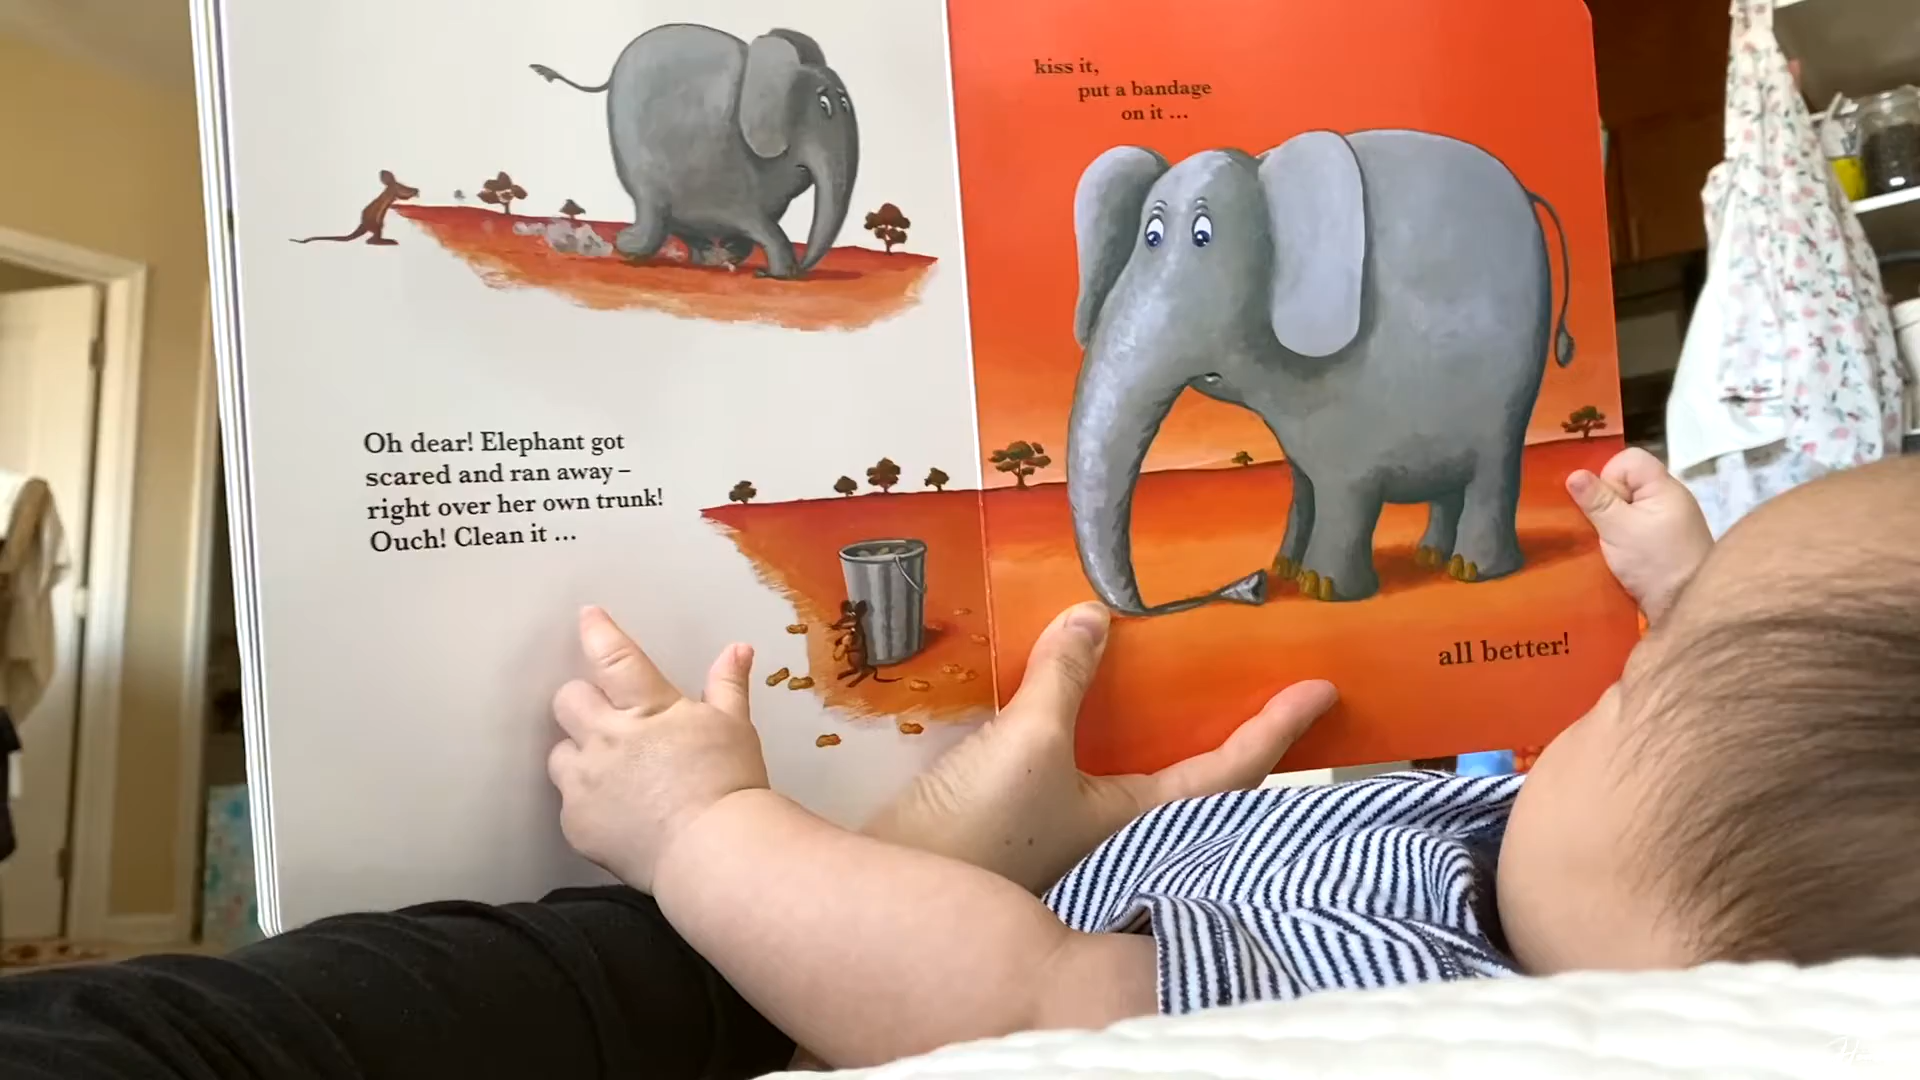 Oh dear! Elephant got
scared and ran away –
right over her own trunk!
Ouch! Clean it ...
kiss it,
put a bandage
on it ...
all better!